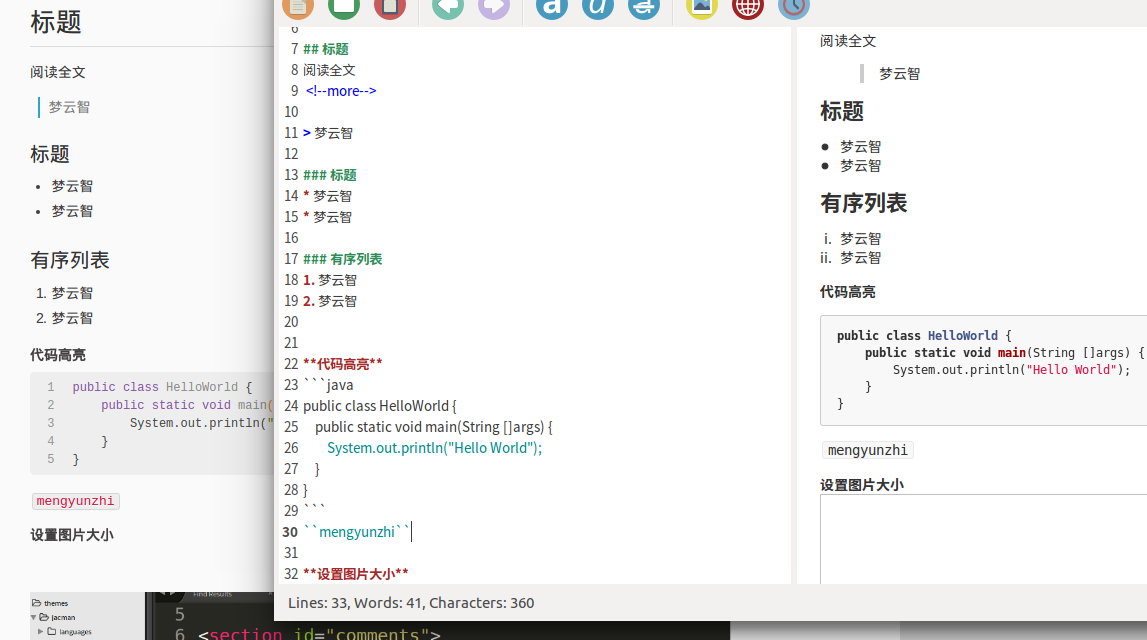 标题
阅读全文
梦云智
标题
• 梦云智
• 梦云智
有序列表
1. 梦云智
2. 梦云智
代码高亮
1 public class HelloWorld {
2 public static void main(
3 System.out.println("
4 }
5 }
mengyunzhi
设置图片大小
themes
jacman
languages
Find Results
5
6 <section id="comments">
6
7 ## 标题
8 阅读全文
9 <!--more-->
10
11 > 梦云智
12
13 ### 标题
14 * 梦云智
15 * 梦云智
16
17 ### 有序列表
18 1. 梦云智
19 2. 梦云智
20
21
22 **代码高亮**
23 ```java
24 public class HelloWorld {
25 public static void main(String []args) {
26 System.out.println("Hello World");
27 }
28 }
29 ```
30 ``mengyunzhi``
31
32 **设置图片大小**
Lines: 33, Words: 41, Characters: 360
阅读全文
梦云智
标题
● 梦云智
● 梦云智
有序列表
i. 梦云智
ii. 梦云智
代码高亮
public class HelloWorld {
public static void main(String []args) {
System.out.println("Hello World");
}
}
mengyunzhi
设置图片大小